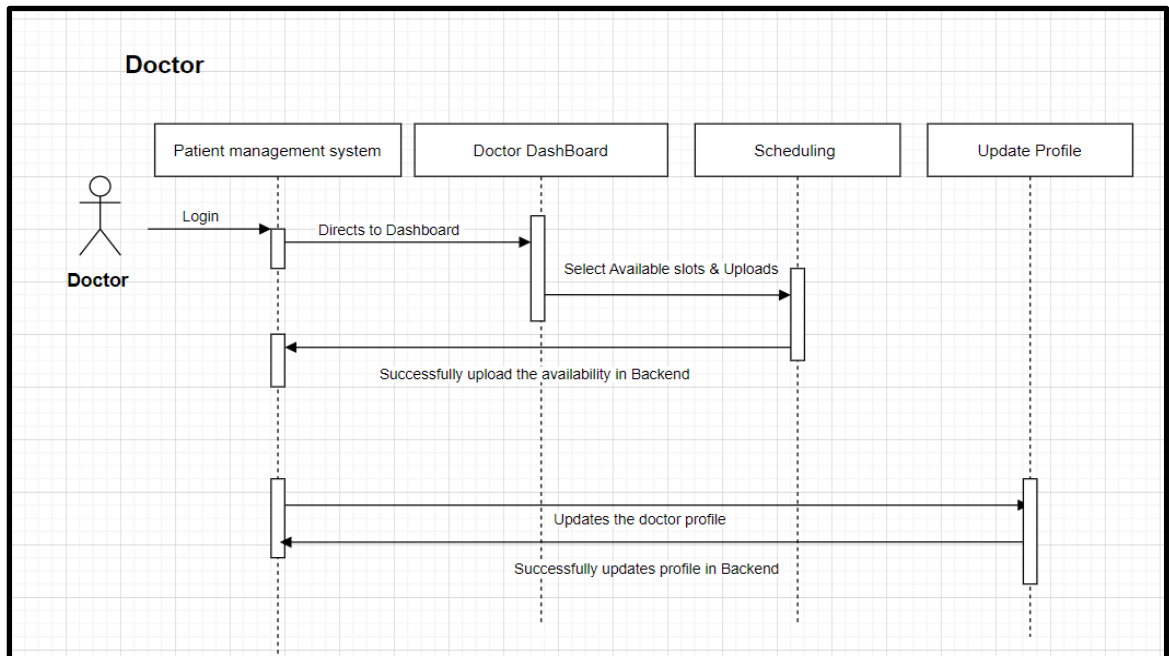 Doctor
Patient management system
Doctor DashBoard
Scheduling
Update Profile
Login
Directs to Dashboard
Select Available slots & Uploads
Doctor
Successfully upload the availability in Backend
Updates the doctor profile
Successfully updates profile in Backend